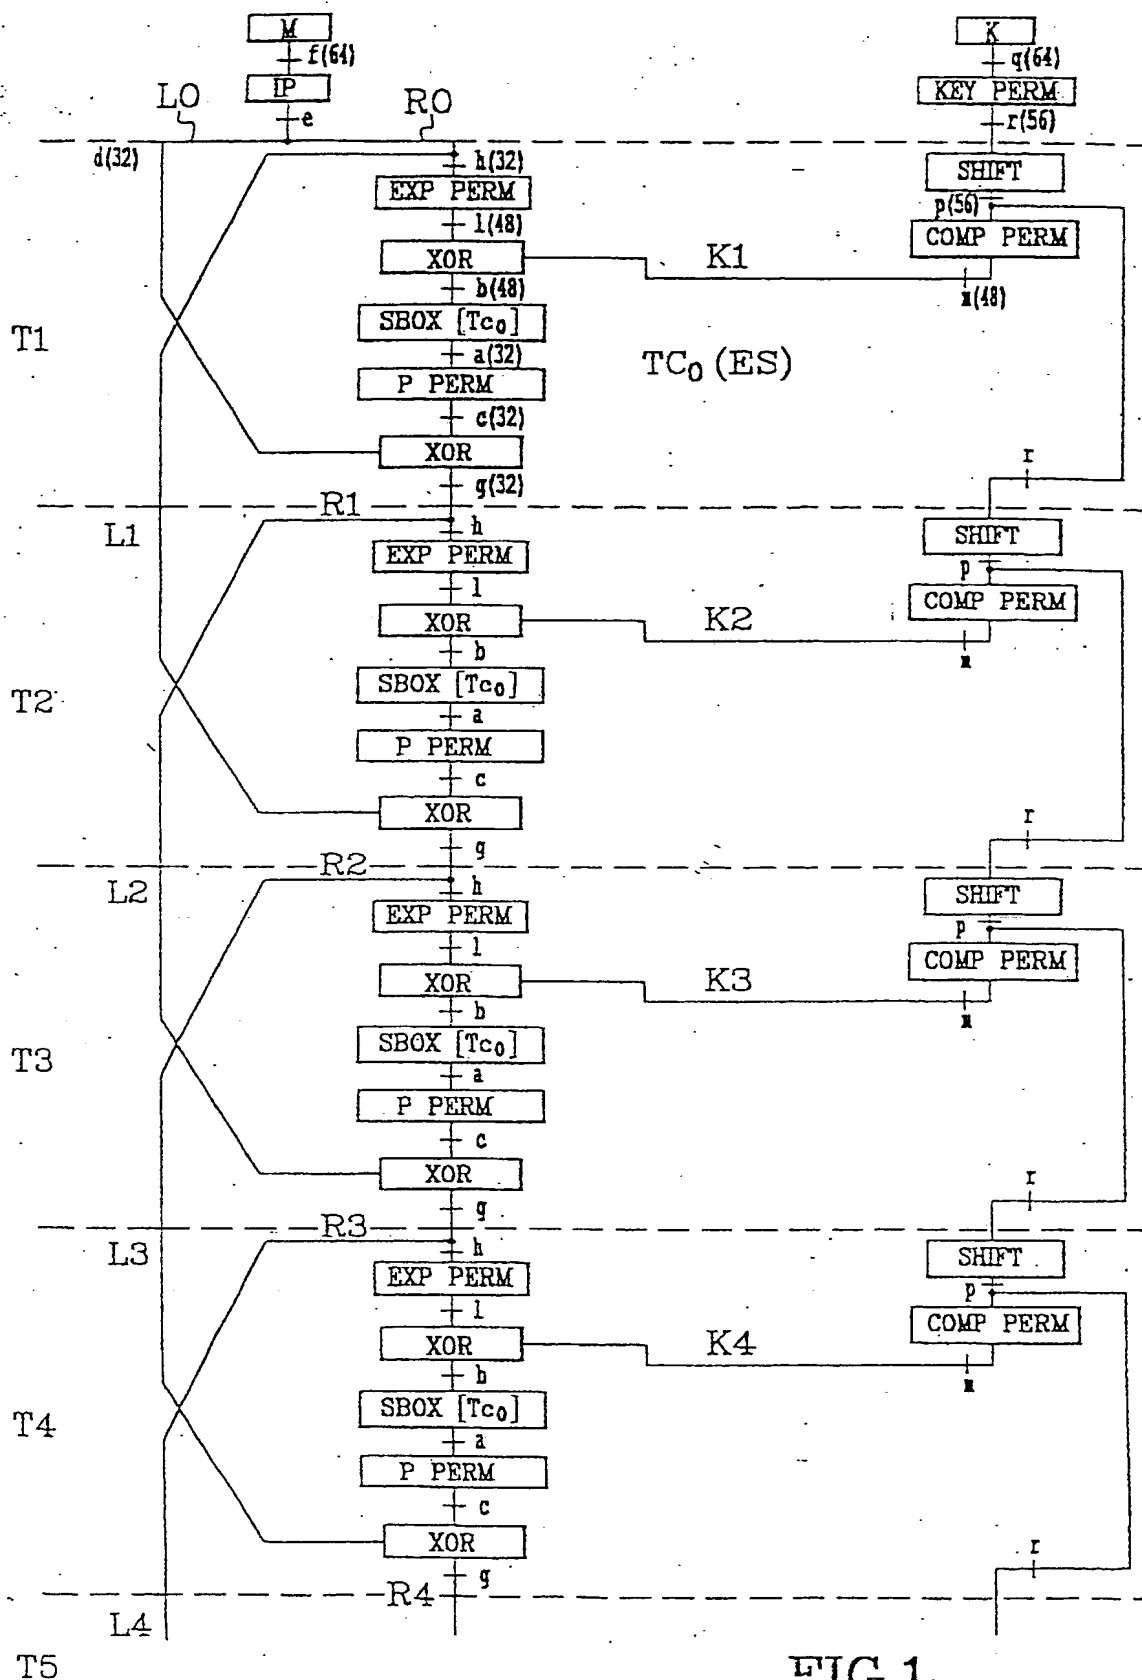 M
K
f(64)
q(64)
IP
KEY PERM
L0
R0
e
r(56)
d(32)
h(32)
SHIFT
EXP PERM
p(56)
l(48)
COMP PERM
XOR
K1
b(48)
m(48)
SBOX [Tc0]
T1
a(32)
TC0 (ES)
P PERM
c(32)
XOR
r
g(32)
R1
L1
h
SHIFT
EXP PERM
p
l
COMP PERM
XOR
K2
b
m
SBOX [Tc0]
T2
a
P PERM
c
XOR
r
g
R2
L2
h
SHIFT
EXP PERM
p
l
COMP PERM
XOR
K3
b
m
SBOX [Tc0]
T3
a
P PERM
c
XOR
r
g
R3
L3
h
SHIFT
EXP PERM
p
l
COMP PERM
XOR
K4
b
m
SBOX [Tc0]
T4
a
P PERM
c
XOR
r
g
R4
L4
T5
FIG 1